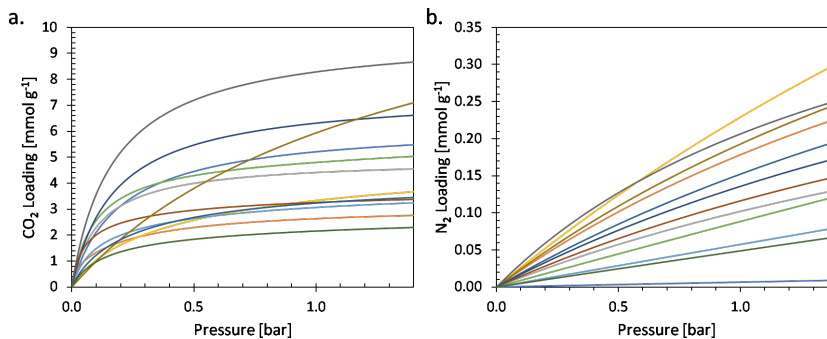 a.
CO₂ Loading [mmol g⁻¹]
10
9
8
7
6
5
4
3
2
1
0
0.0 0.5 1.0
Pressure [bar]
b.
N₂ Loading [mmol g⁻¹]
0.35
0.30
0.25
0.20
0.15
0.10
0.05
0.00
0.0 0.5 1.0
Pressure [bar]